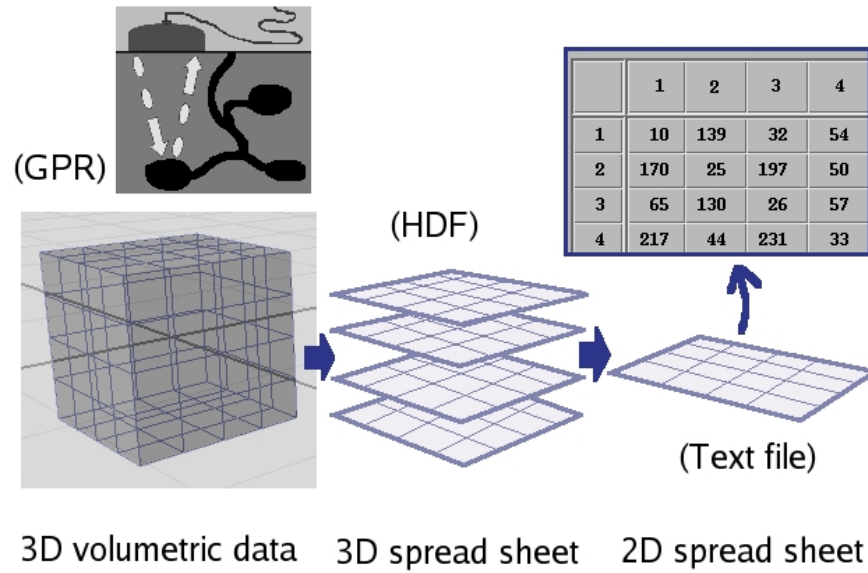 (GPR)
(HDF)
1 2 3 4
1 10 139 32 54
2 170 25 197 50
3 65 130 26 57
4 217 44 231 33
(Text file)
3D volumetric data
3D spread sheet
2D spread sheet